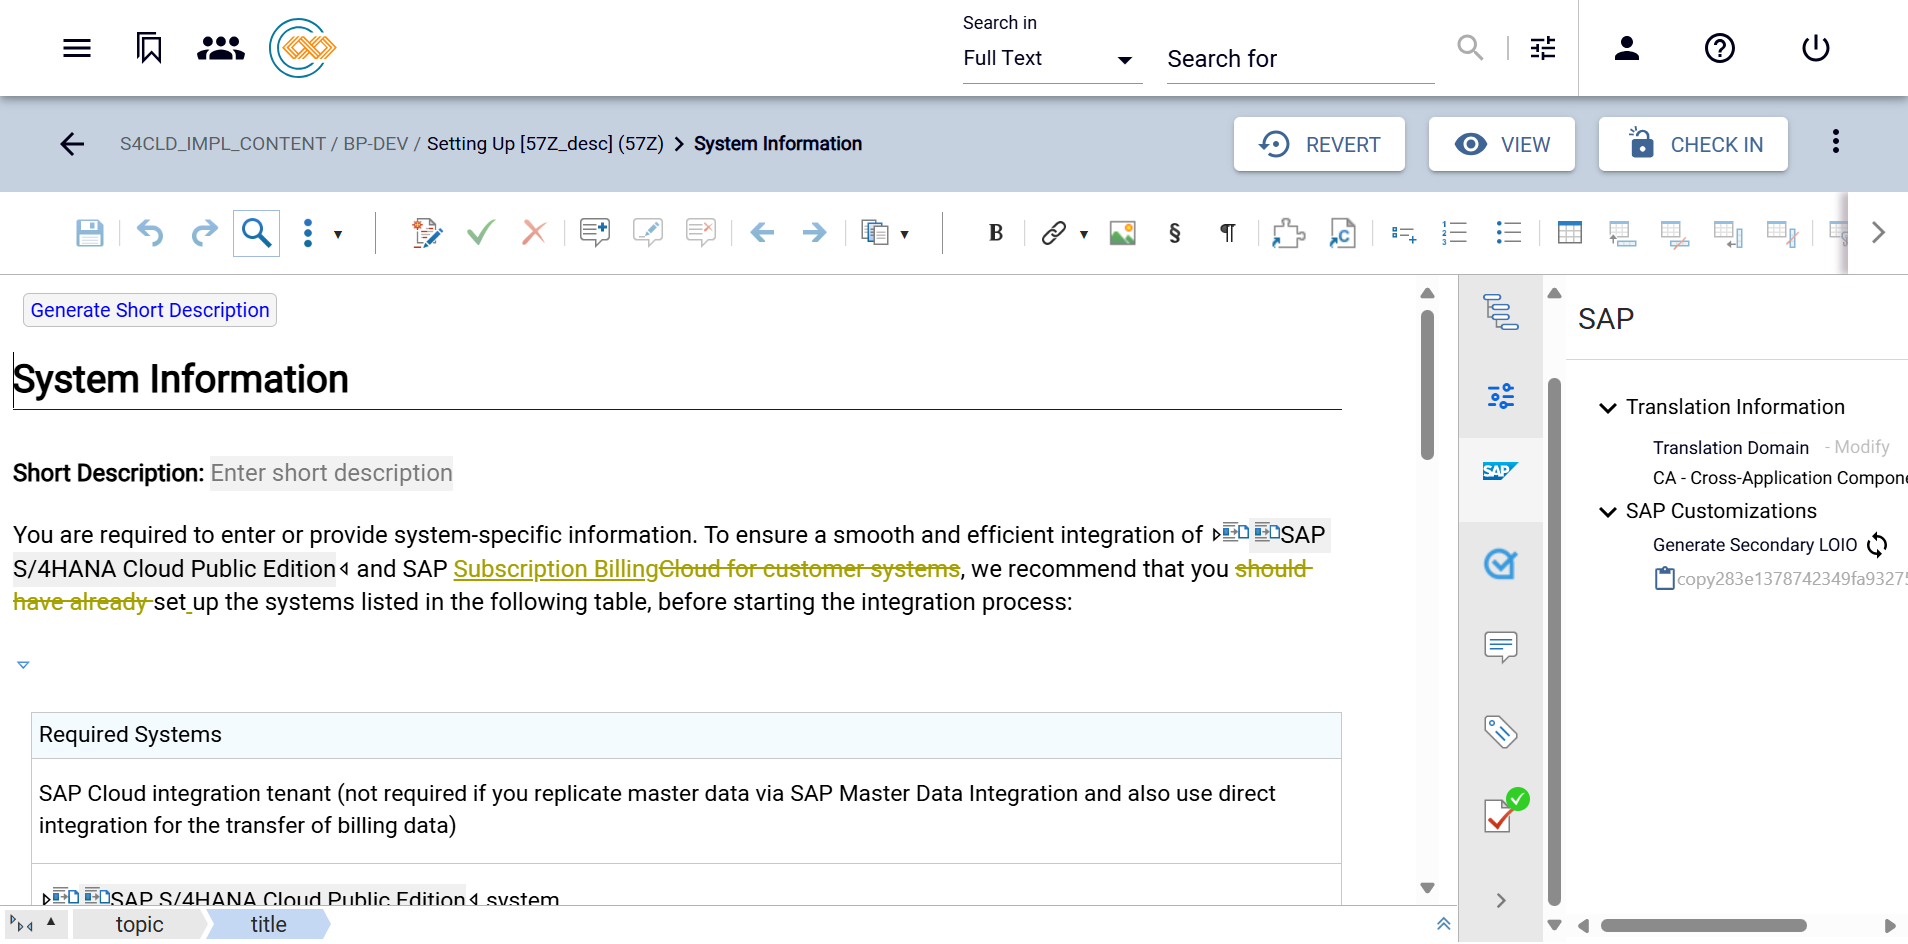 Search in
Full Text
Search for
S4CLD_IMPL_CONTENT / BP-DEV / Setting Up [57Z_desc] (57Z) > System Information
REVERT
VIEW
CHECK IN
B
§
¶
Generate Short Description
System Information
Short Description: Enter short description
You are required to enter or provide system-specific information. To ensure a smooth and efficient integration of SAP
S/4HANA Cloud Public Edition and SAP Subscription BillingCloud for customer systems, we recommend that you should
have already set up the systems listed in the following table, before starting the integration process:
Required Systems
SAP Cloud integration tenant (not required if you replicate master data via SAP Master Data Integration and also use direct
integration for the transfer of billing data)
SAP S/4HANA Cloud Public Edition system
topic
title
SAP
SAP
Translation Information
Translation Domain - Modify
CA - Cross-Application Compone
SAP Customizations
Generate Secondary LOIO
copy283e1378742349fa93275